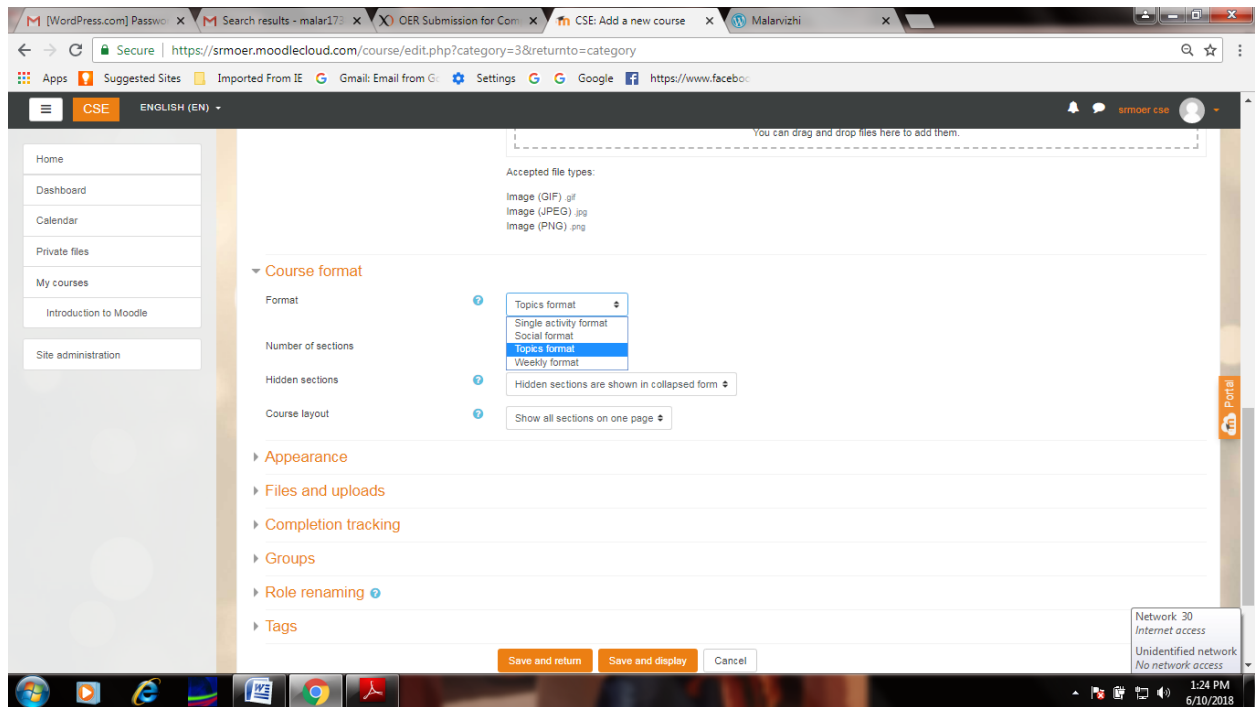 [WordPress.com] Passwo
Search results - malar173
OER Submission for Com
CSE: Add a new course
Malarvizhi
Secure | https://srmoer.moodlecloud.com/course/edit.php?category=3&returnto=category
Apps Suggested Sites Imported From IE Gmail: Email from Go Settings Google https://www.faceboo
CSE ENGLISH (EN) srmoer cse
You can drag and drop files here to add them.
Home
Dashboard
Calendar
Private files
My courses
Introduction to Moodle
Site administration
Accepted file types:
Image (GIF) .gif
Image (JPEG) .jpg
Image (PNG) .png
Course format
Format Topics format
Single activity format
Social format
Topics format
Weekly format
Number of sections
Hidden sections Hidden sections are shown in collapsed form
Course layout Show all sections on one page
Portal
Appearance
Files and uploads
Completion tracking
Groups
Role renaming
Tags
Save and return Save and display Cancel
Network 30
Internet access
Unidentified network
No network access
1:24 PM
6/10/2018